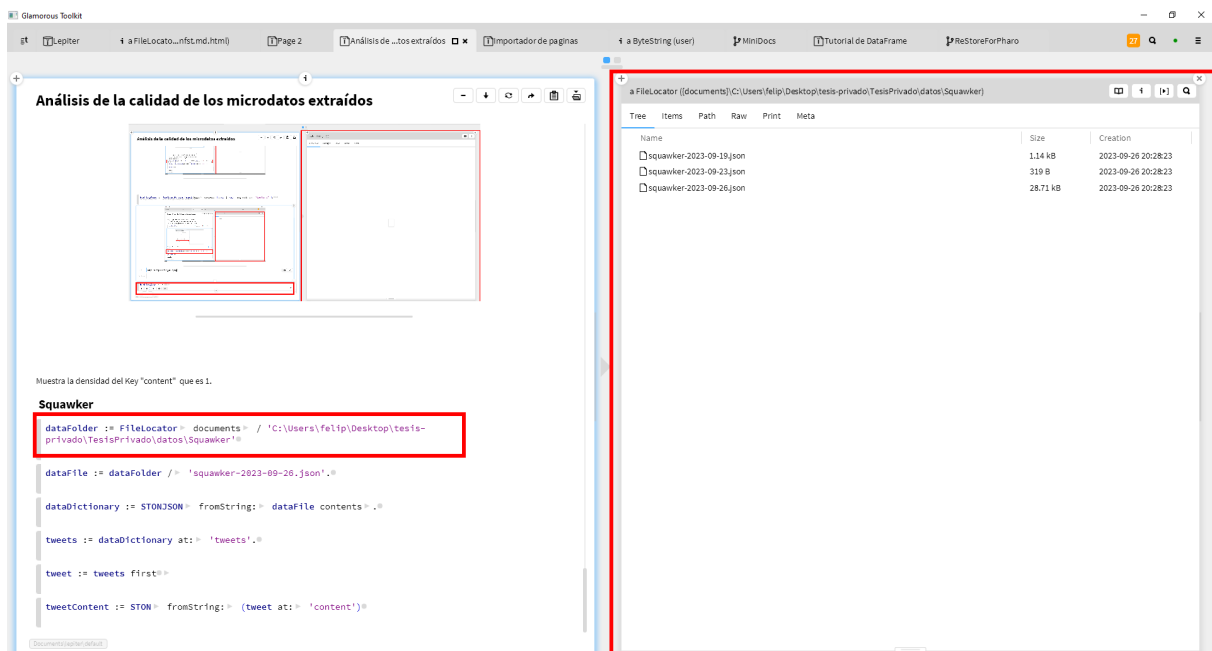 Glamorous Toolkit
gt Lepiter i a FileLocato...nfst.md.html) Page 2 Análisis de ...tos extraídos Importador de paginas i a ByteString (user) MiniDocs Tutorial de DataFrame ReStoreForPharo 27
Análisis de la calidad de los microdatos extraídos
Muestra la densidad del Key "content" que es 1.
Squawker
dataFolder := FileLocator documents / 'C:\Users\felip\Desktop\tesis-
privado\TesisPrivado\datos\Squawker'
dataFile := dataFolder / 'squawker-2023-09-26.json'.
dataDictionary := STONJSON fromString: dataFile contents .
tweets := dataDictionary at: 'tweets'.
tweet := tweets first
tweetContent := STON fromString: (tweet at: 'content')
Documents\lepiter\default
a FileLocator ({documents}\C:\Users\felip\Desktop\tesis-privado\TesisPrivado\datos\Squawker)
Tree Items Path Raw Print Meta
Name Size Creation
squawker-2023-09-19.json 1.14 kB 2023-09-26 20:28:23
squawker-2023-09-23.json 319 B 2023-09-26 20:28:23
squawker-2023-09-26.json 28.71 kB 2023-09-26 20:28:23